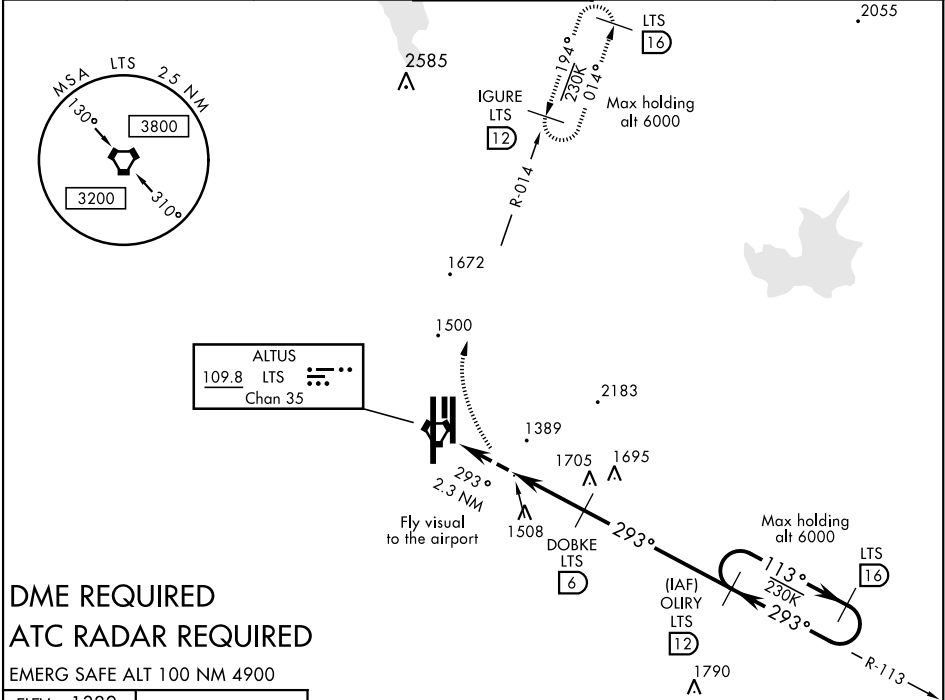 2055
LTS
16
194°
230K
014°
2585
MSA LTS 25 NM
130°
3800
3200
310°
IGURE
LTS
12
Max holding
alt 6000
R-014
1672
1500
ALTUS
109.8 LTS
Chan 35
2183
1389
1705
1695
293°
2.3 NM
Fly visual
to the airport
1508
DOBKE
LTS
6
293°
Max holding
alt 6000
LTS
16
113°
230K
293°
(IAF)
OLIRY
LTS
12
R-113
1790
DME REQUIRED
ATC RADAR REQUIRED
EMERG SAFE ALT 100 NM 4900